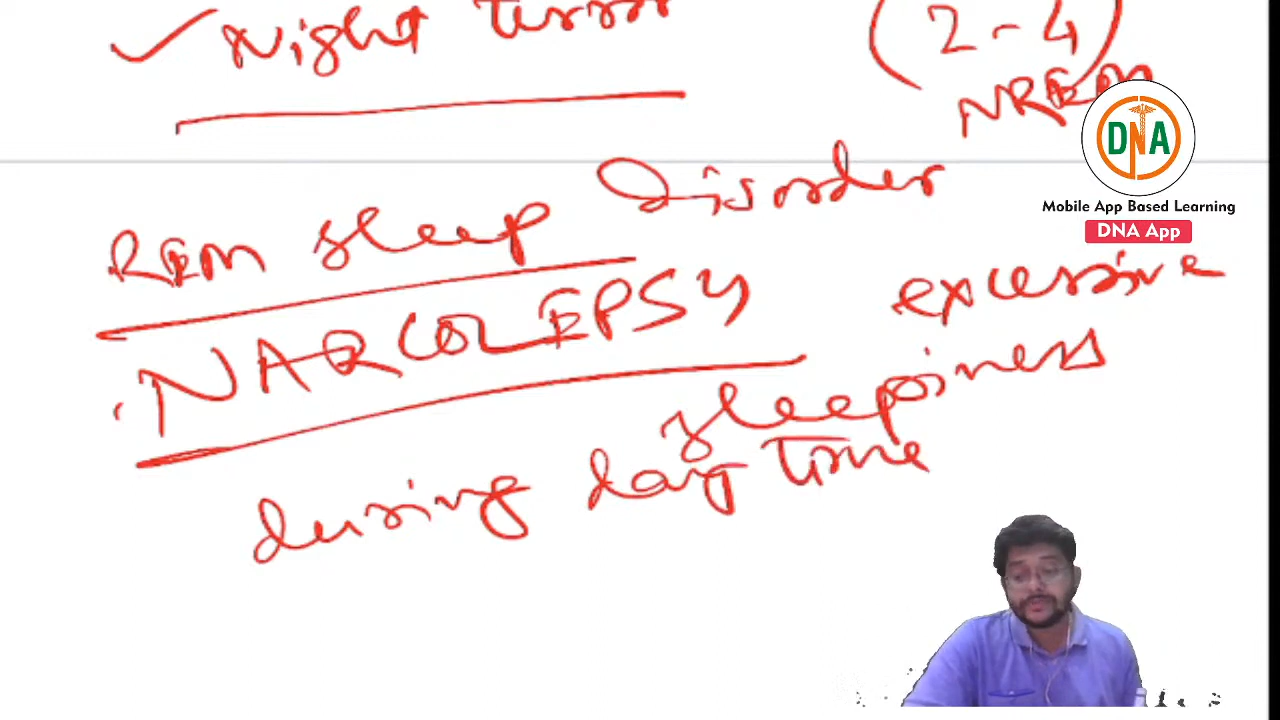 ✓ Night terror (2-4)
NREM
DNA
Mobile App Based Learning
DNA App
REM sleep Disorder
NARCOLEPSY excessive
sleepiness
during day time